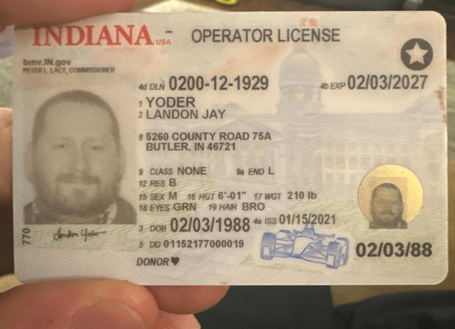 INDIANA USA - OPERATOR LICENSE
bmv.IN.gov
PETER L. LACY, COMMISSIONER
4d DLN 0200-12-1929 4b EXP 02/03/2027
1 YODER
2 LANDON JAY
8 5260 COUNTY ROAD 75A
BUTLER, IN 46721
9 CLASS NONE 9a END L
12 RES B
15 SEX M 16 HGT 6'-01" 17 WGT 210 lb
18 EYES GRN 19 HAIR BRO
3 DOB 02/03/1988 4a ISS 01/15/2021
5 DD 01152177000019
02/03/88
DONOR
770
Landon Yoder